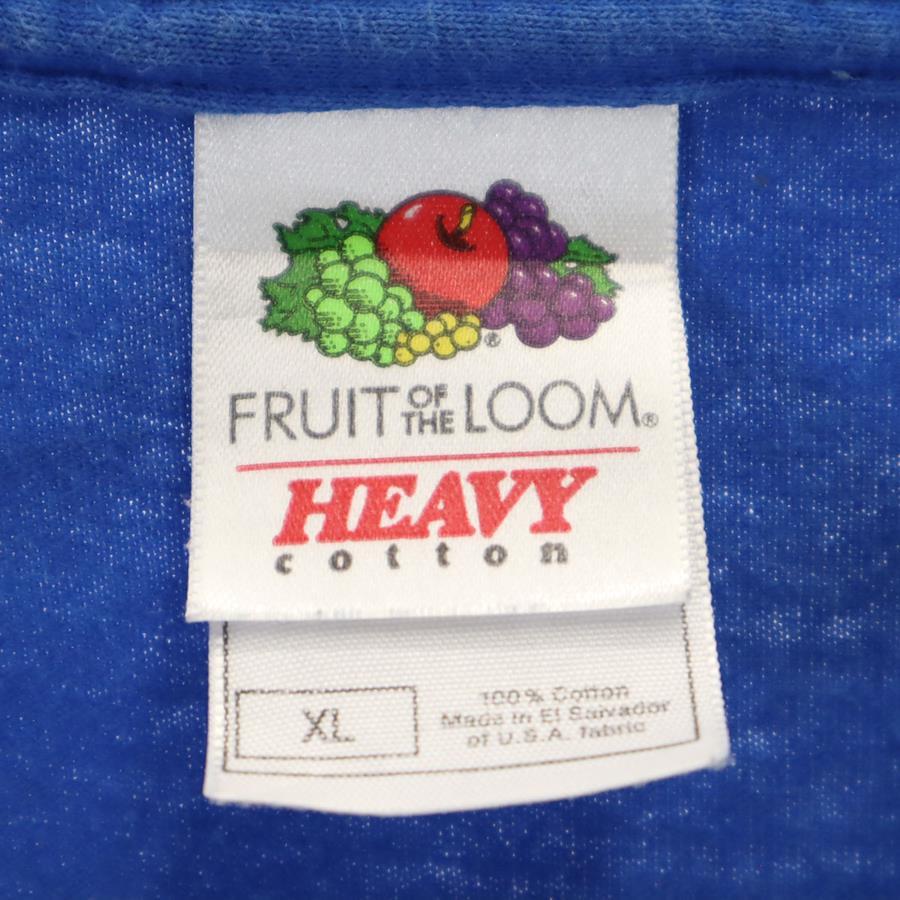 ®
FRUIT OF THE LOOM®
HEAVY
cotton
XL
100% Cotton
Made in El Salvador
of U.S.A. fabric